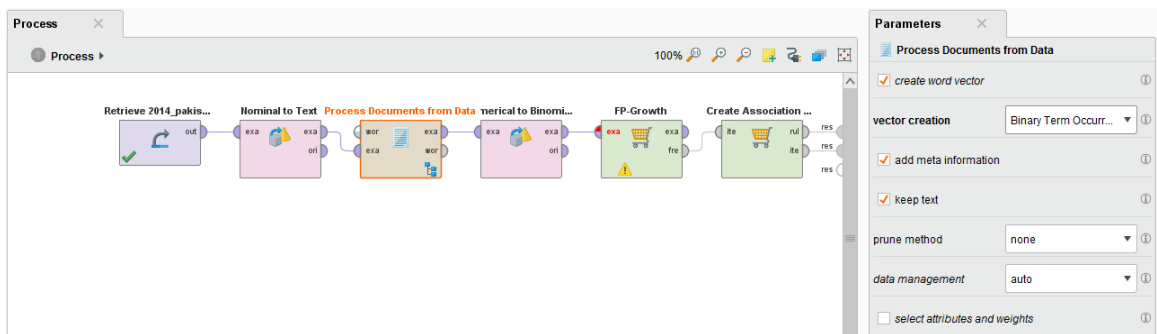 Process
Process
100%
Retrieve 2014_pakis...
Nominal to Text
Process Documents from Data
merical to Binomi...
FP-Growth
Create Association ...
out
exa
exa
ori
wor
exa
exa
wor
exa
exa
ori
exa
exa
fre
ite
rul
ite
res
res
res
Parameters
Process Documents from Data
create word vector
vector creation
Binary Term Occurr...
add meta information
keep text
prune method
none
data management
auto
select attributes and weights